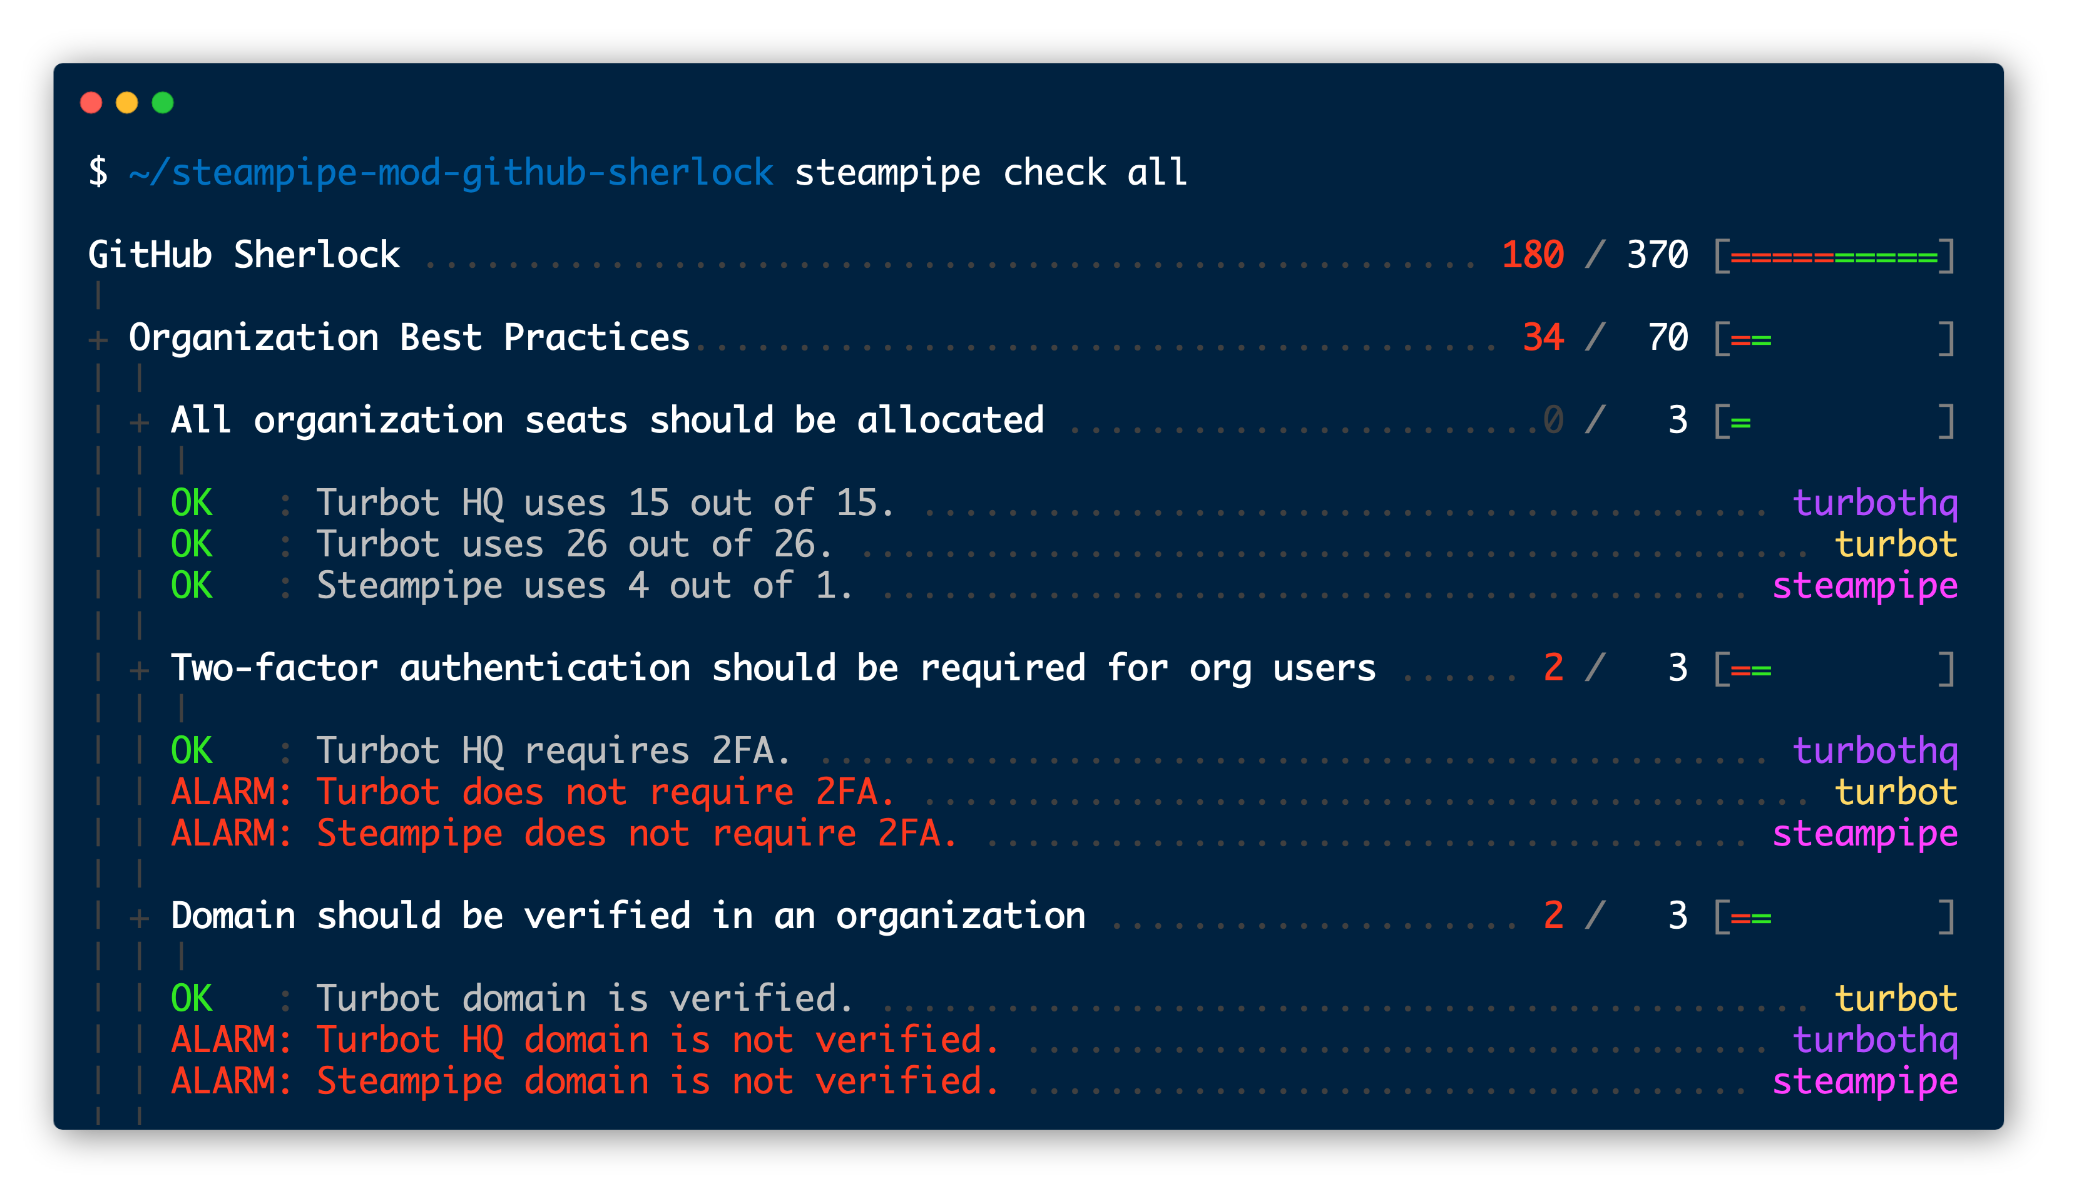 $ ~/steampipe-mod-github-sherlock steampipe check all
GitHub Sherlock ................................................... 180 / 370 [==========]
|
+ Organization Best Practices....................................... 34 /  70 [==        ]
| |
| + All organization seats should be allocated .......................0 /   3 [=         ]
| | |
| | OK   : Turbot HQ uses 15 out of 15. ......................................... turbothq
| | OK   : Turbot uses 26 out of 26. .............................................. turbot
| | OK   : Steampipe uses 4 out of 1. .......................................... steampipe
| |
| + Two-factor authentication should be required for org users ...... 2 /   3 [==        ]
| | |
| | OK   : Turbot HQ requires 2FA. .............................................. turbothq
| | ALARM: Turbot does not require 2FA. ........................................... turbot
| | ALARM: Steampipe does not require 2FA. ..................................... steampipe
| |
| + Domain should be verified in an organization .................... 2 /   3 [==        ]
| | |
| | OK   : Turbot domain is verified. ............................................. turbot
| | ALARM: Turbot HQ domain is not verified. .................................... turbothq
| | ALARM: Steampipe domain is not verified. ................................... steampipe
| |